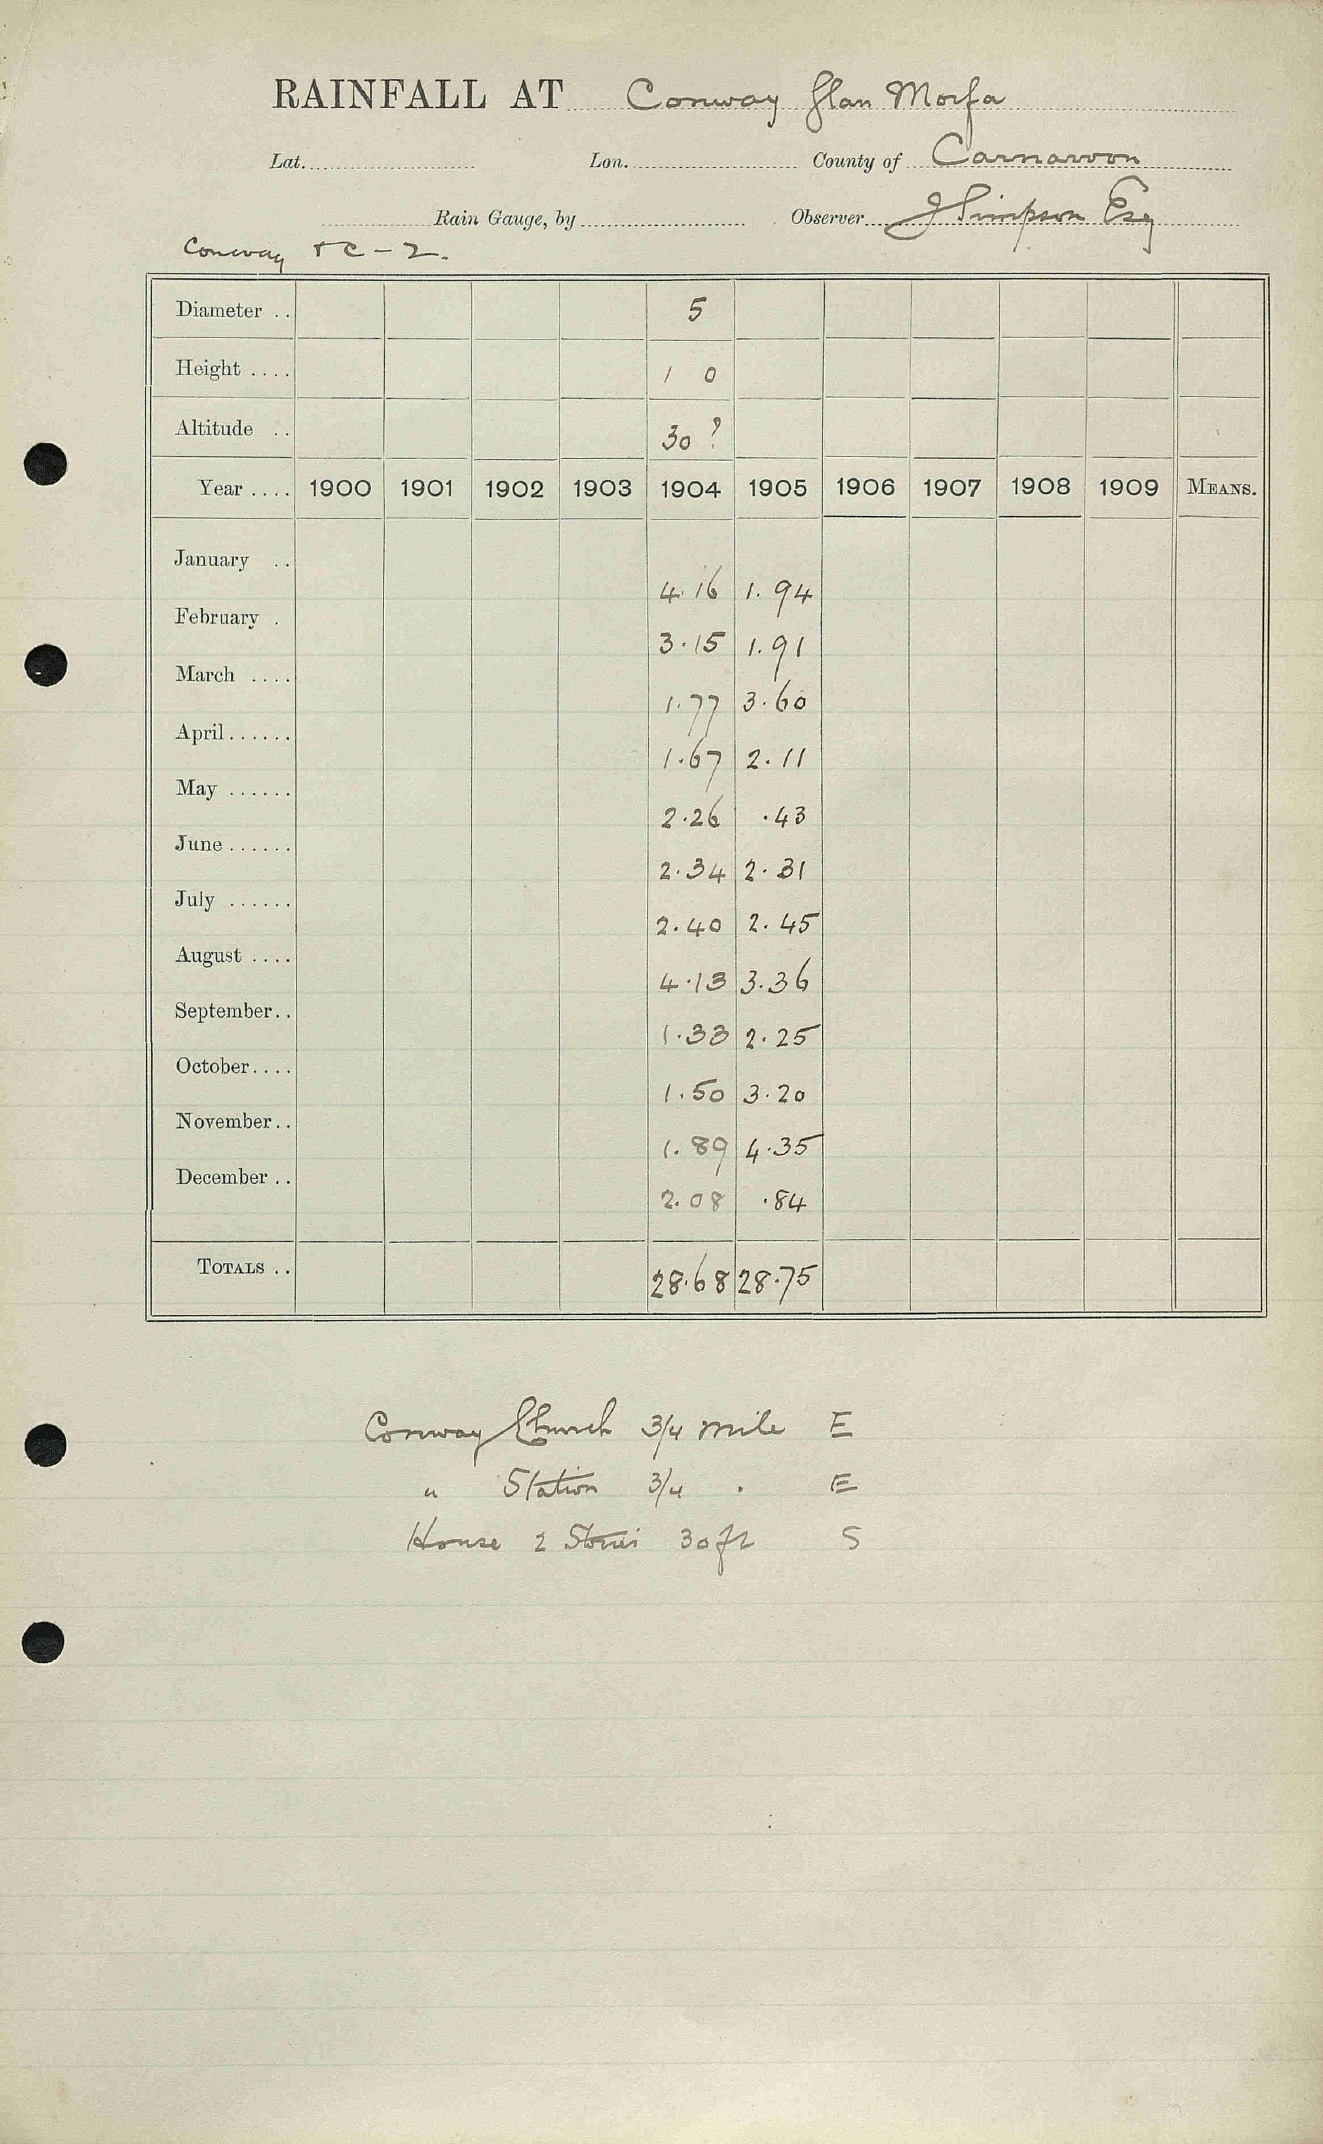 RAINFALL AT Conway Glan Morfa
Lat. Lon. County of Carnarvon
Rain Gauge, by Observer J Simpson Esq
Conway + C - 2.
Diameter .. 5
Height .... 1 0
Altitude .. 30 ?
Year .... 1900 1901 1902 1903 1904 1905 1906 1907 1908 1909 MEANS.
January .. 4.16 1.94
February . 3.15 1.91
March .... 1.77 3.60
April...... 1.67 2.11
May ...... 2.26 .43
June...... 2.34 2.31
July ...... 2.40 2.45
August .... 4.13 3.36
September.. 1.33 2.25
October.... 1.50 3.20
November.. 1.89 4.35
December .. 2.08 .84
TOTALS .. 28.68 28.75
Conway Church 3/4 mile E
" Station 3/4 . E
House 2 Stories 30ft S